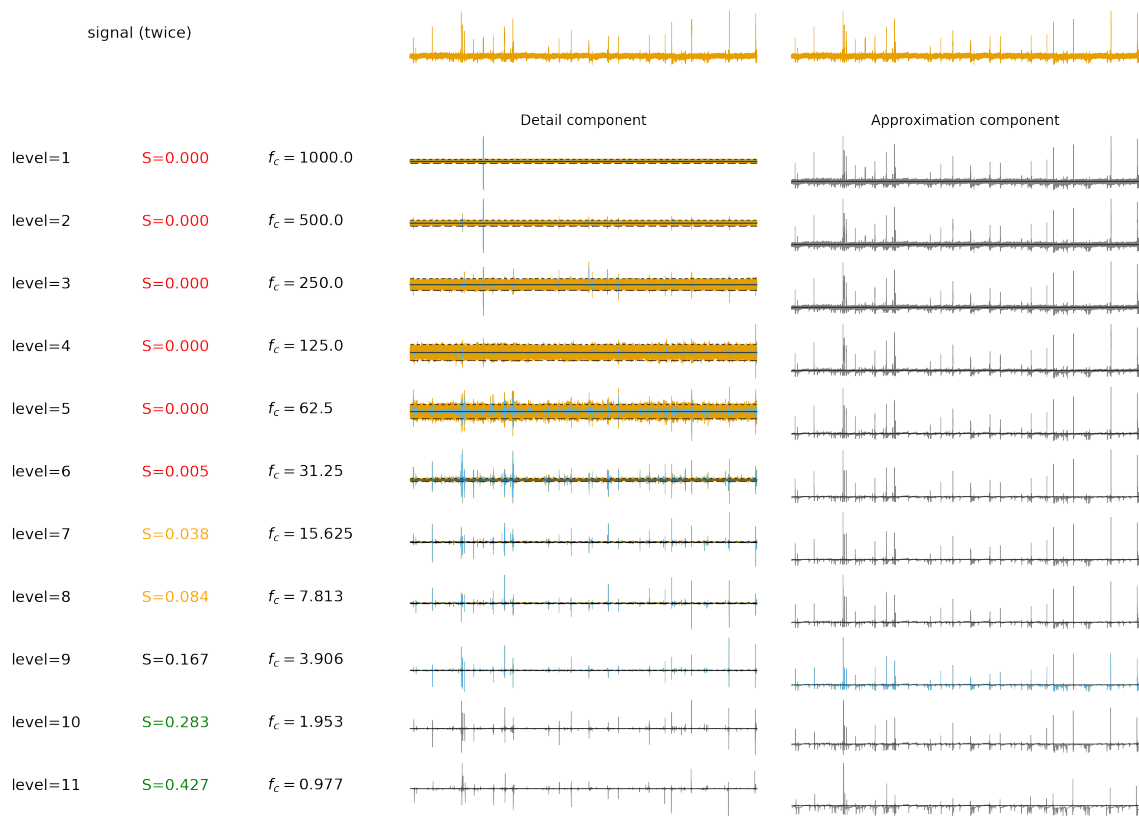 signal (twice)
Detail component Approximation component
level=1 S=0.000 f_c = 1000.0
level=2 S=0.000 f_c = 500.0
level=3 S=0.000 f_c = 250.0
level=4 S=0.000 f_c = 125.0
level=5 S=0.000 f_c = 62.5
level=6 S=0.005 f_c = 31.25
level=7 S=0.038 f_c = 15.625
level=8 S=0.084 f_c = 7.813
level=9 S=0.167 f_c = 3.906
level=10 S=0.283 f_c = 1.953
level=11 S=0.427 f_c = 0.977